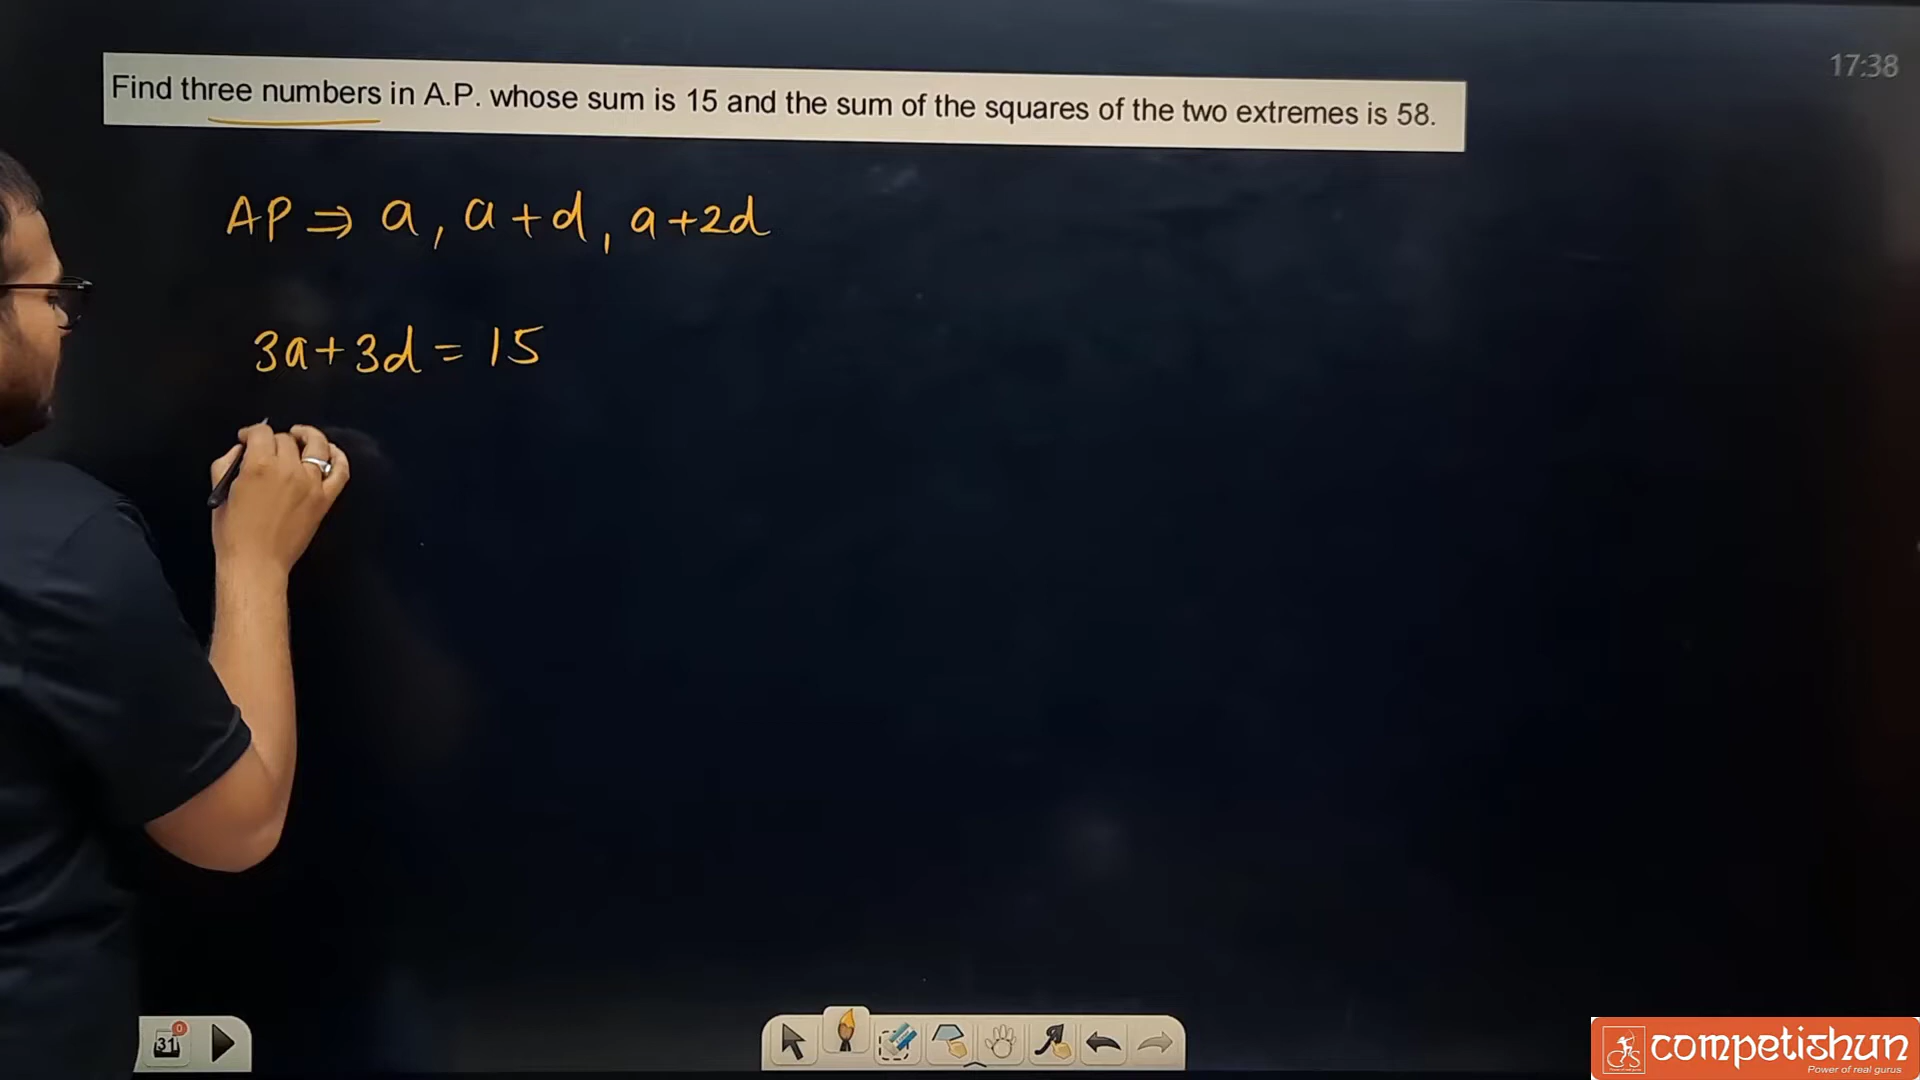 17:38
Find three numbers in A.P. whose sum is 15 and the sum of the squares of the two extremes is 58.
AP ⇒ a, a+d, a+2d
3a+3d = 15
0
31
competishun
Power of real gurus